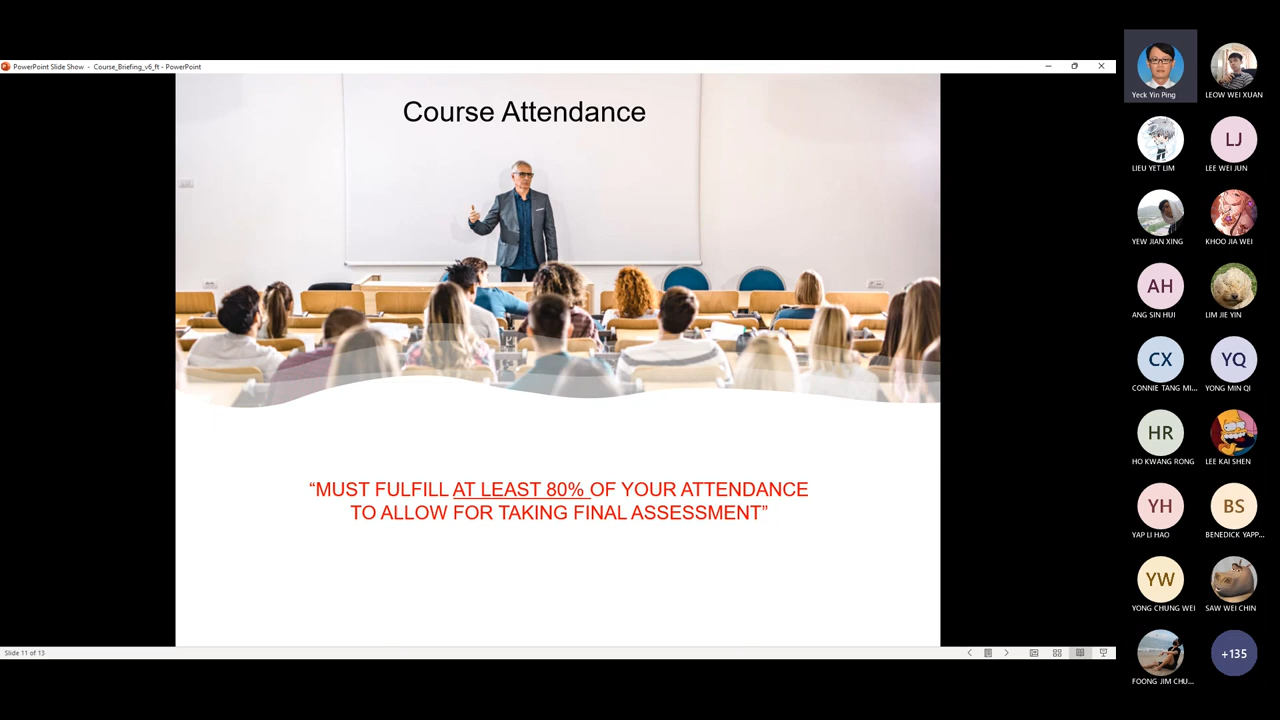 PowerPoint Slide Show - Course_Briefing_v6_ft - PowerPoint
Course Attendance
“MUST FULFILL AT LEAST 80% OF YOUR ATTENDANCE
TO ALLOW FOR TAKING FINAL ASSESSMENT”
Slide 11 of 13
Yeck Yin Ping
LEOW WEI XUAN
LIEU YET LIM
LJ
LEE WEI JUN
YEW JIAN XING
KHOO JIA WEI
AH
ANG SIN HUI
LIM JIE YIN
CX
CONNIE TANG MI...
YQ
YONG MIN QI
HR
HO KWANG RONG
LEE KAI SHEN
YH
YAP LI HAO
BS
BENEDICK YAPP...
YW
YONG CHUNG WEI
SAW WEI CHIN
FOONG JIM CHU...
+135